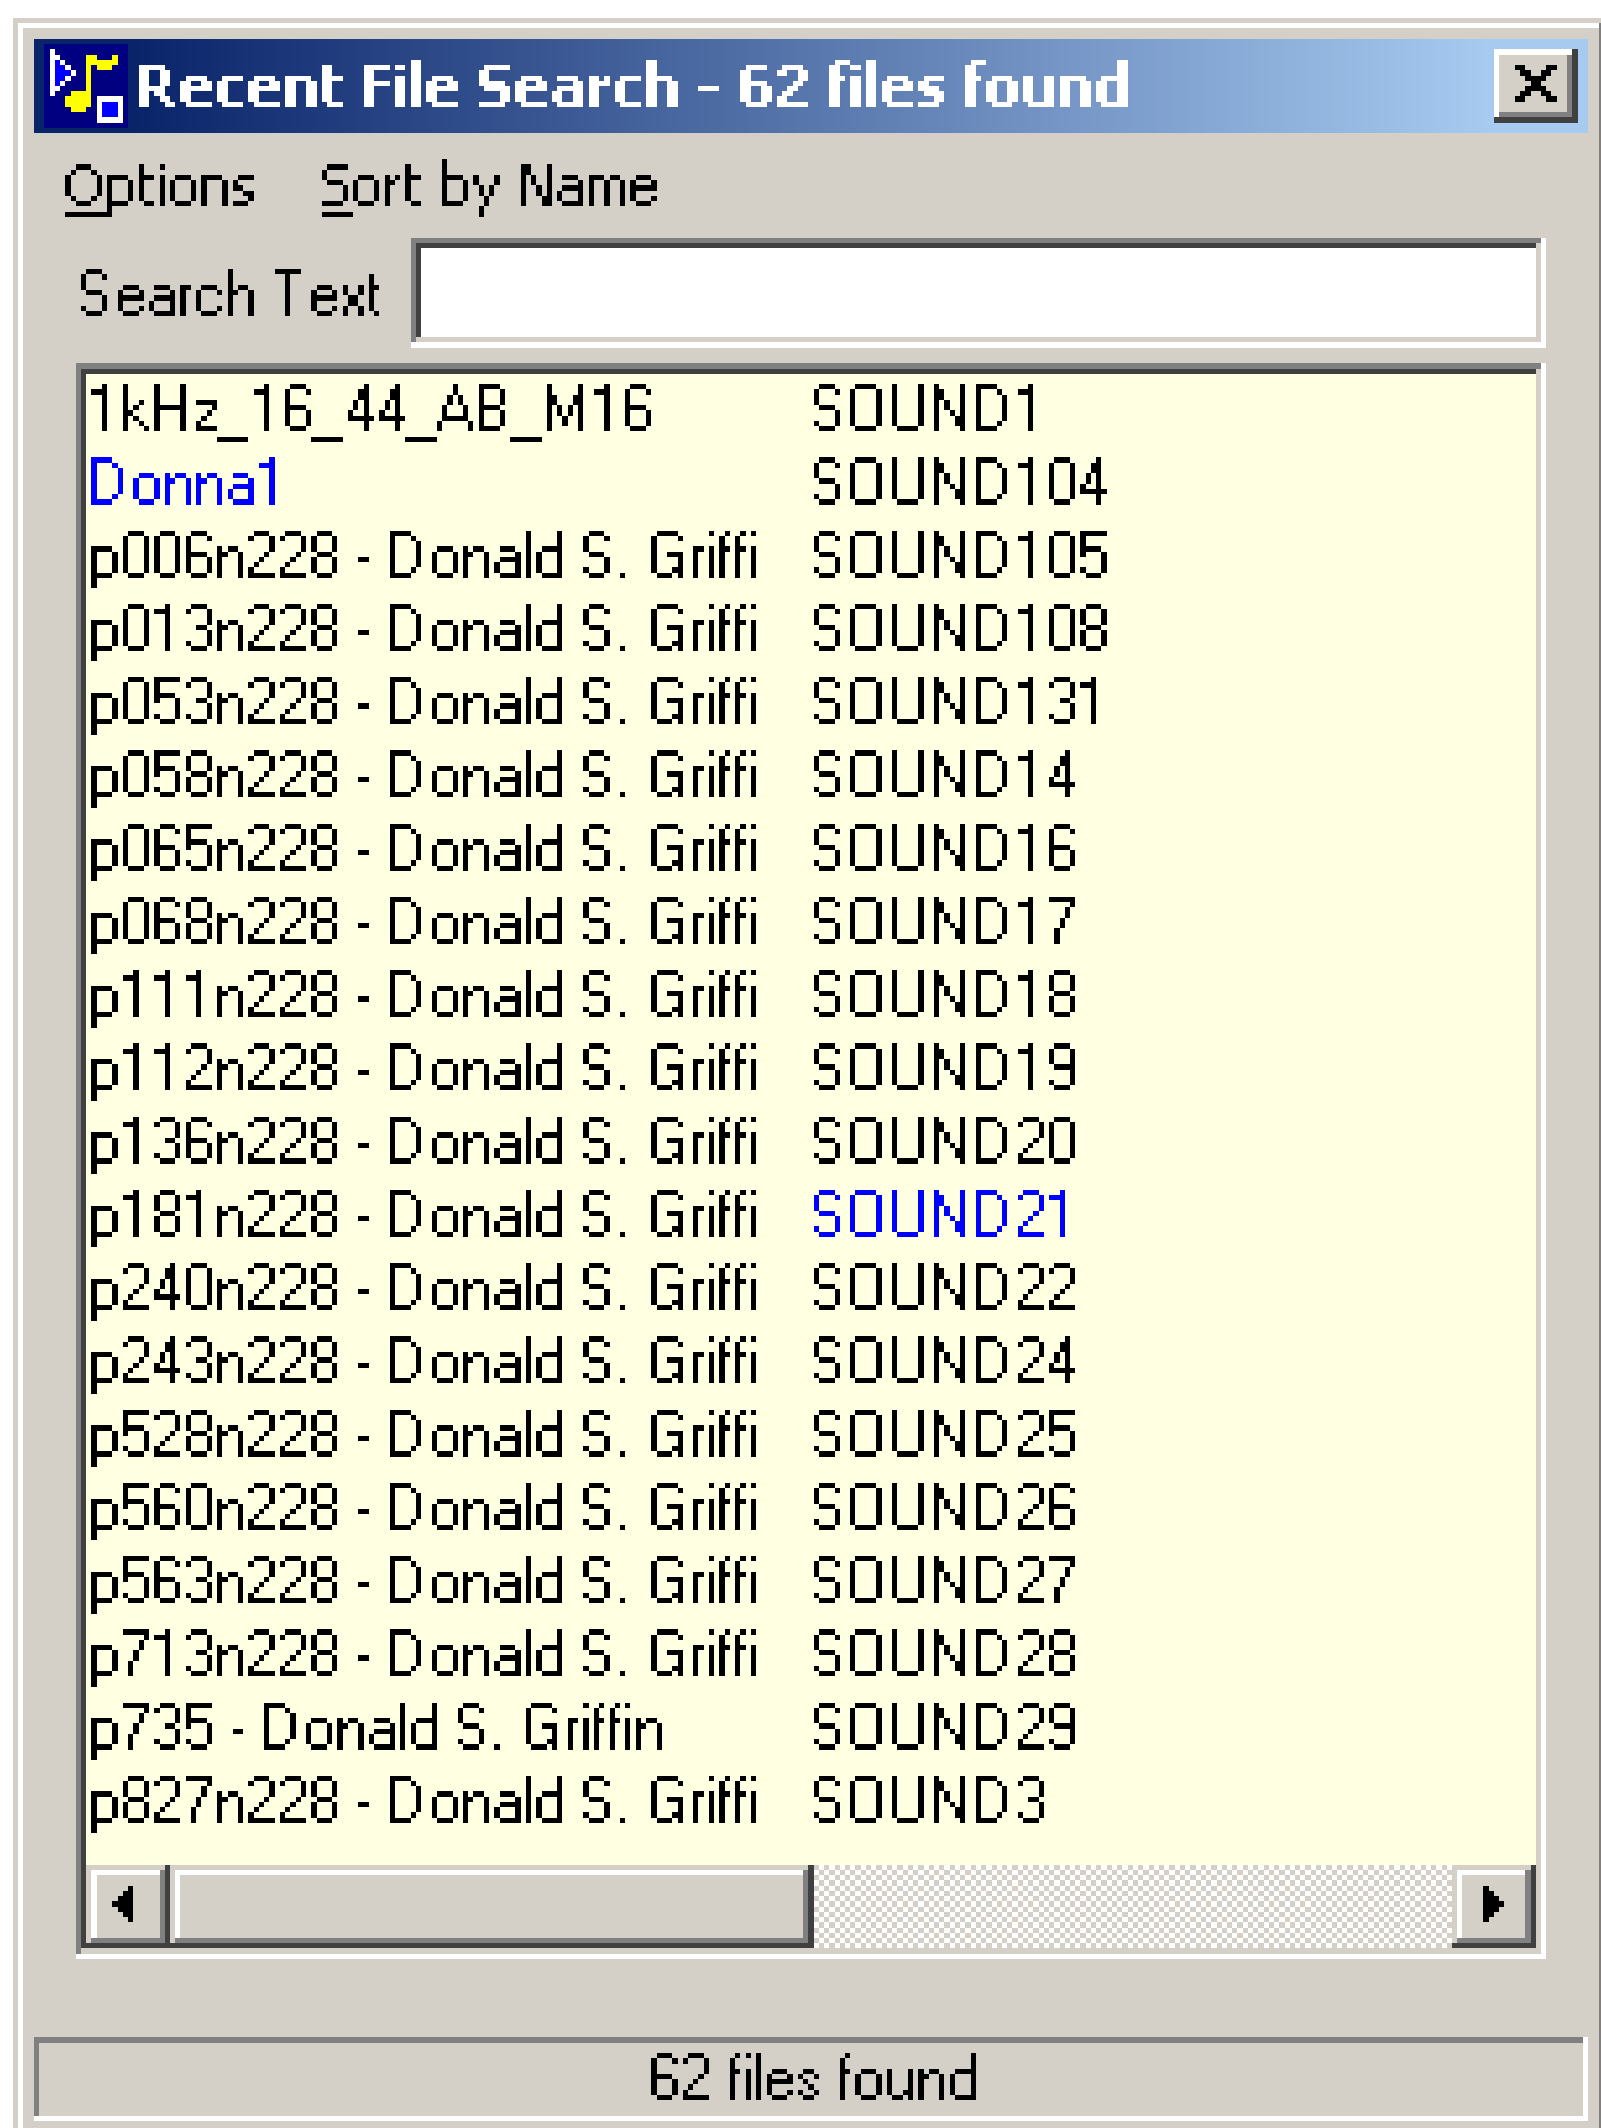 Recent File Search - 62 files found
Options Sort by Name
Search Text
1kHz_16_44_AB_M16 SOUND1
Donna1 SOUND104
p006n228 - Donald S. Griffi SOUND105
p013n228 - Donald S. Griffi SOUND108
p053n228 - Donald S. Griffi SOUND131
p058n228 - Donald S. Griffi SOUND14
p065n228 - Donald S. Griffi SOUND16
p068n228 - Donald S. Griffi SOUND17
p111n228 - Donald S. Griffi SOUND18
p112n228 - Donald S. Griffi SOUND19
p136n228 - Donald S. Griffi SOUND20
p181n228 - Donald S. Griffi SOUND21
p240n228 - Donald S. Griffi SOUND22
p243n228 - Donald S. Griffi SOUND24
p528n228 - Donald S. Griffi SOUND25
p560n228 - Donald S. Griffi SOUND26
p563n228 - Donald S. Griffi SOUND27
p713n228 - Donald S. Griffi SOUND28
p735 - Donald S. Griffin SOUND29
p827n228 - Donald S. Griffi SOUND3
62 files found